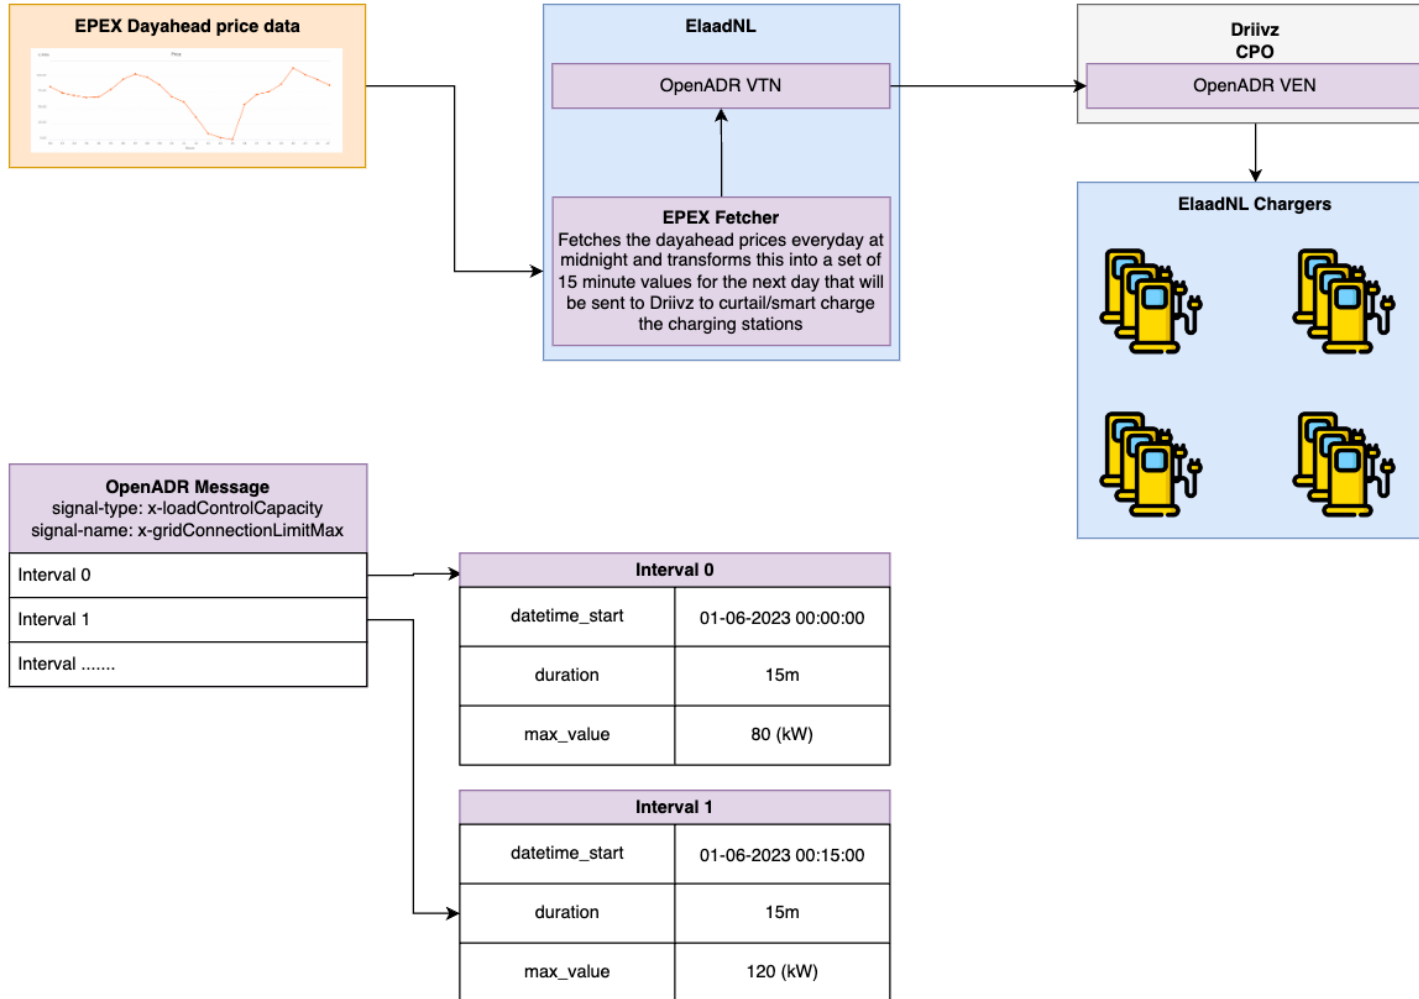 EPEX Dayahead price data
Price
ElaadNL
OpenADR VTN
EPEX Fetcher
Fetches the dayahead prices everyday at
midnight and transforms this into a set of
15 minute values for the next day that will
be sent to Driivz to curtail/smart charge
the charging stations
Driivz
CPO
OpenADR VEN
ElaadNL Chargers
OpenADR Message
signal-type: x-loadControlCapacity
signal-name: x-gridConnectionLimitMax
Interval 0
Interval 1
Interval .......
Interval 0
datetime_start 01-06-2023 00:00:00
duration 15m
max_value 80 (kW)
Interval 1
datetime_start 01-06-2023 00:15:00
duration 15m
max_value 120 (kW)